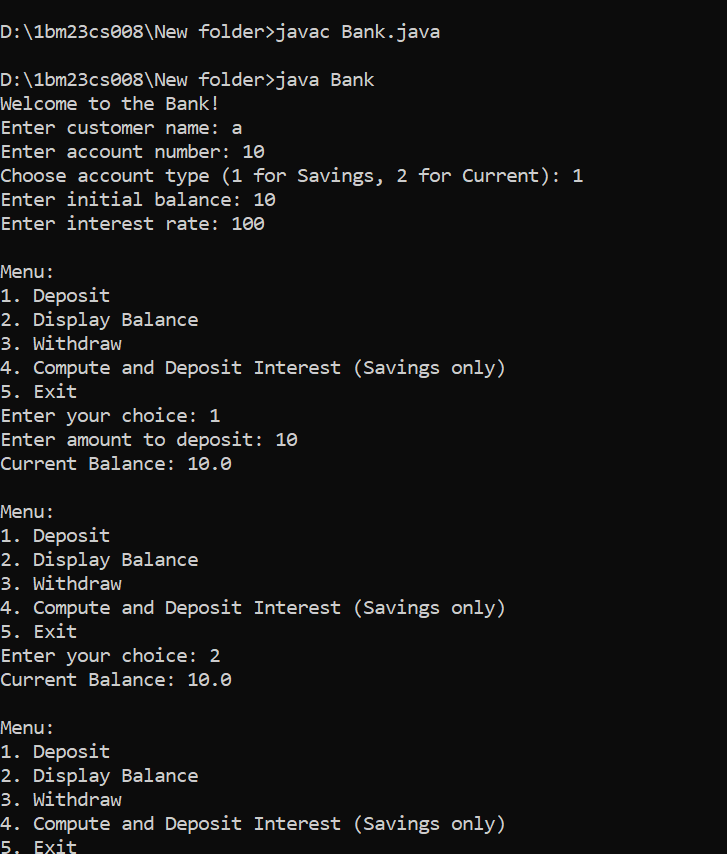 D:\1bm23cs008\New folder>javac Bank.java
D:\1bm23cs008\New folder>java Bank
Welcome to the Bank!
Enter customer name: a
Enter account number: 10
Choose account type (1 for Savings, 2 for Current): 1
Enter initial balance: 10
Enter interest rate: 100
Menu:
1. Deposit
2. Display Balance
3. Withdraw
4. Compute and Deposit Interest (Savings only)
5. Exit
Enter your choice: 1
Enter amount to deposit: 10
Current Balance: 10.0
Menu:
1. Deposit
2. Display Balance
3. Withdraw
4. Compute and Deposit Interest (Savings only)
5. Exit
Enter your choice: 2
Current Balance: 10.0
Menu:
1. Deposit
2. Display Balance
3. Withdraw
4. Compute and Deposit Interest (Savings only)
5. Exit